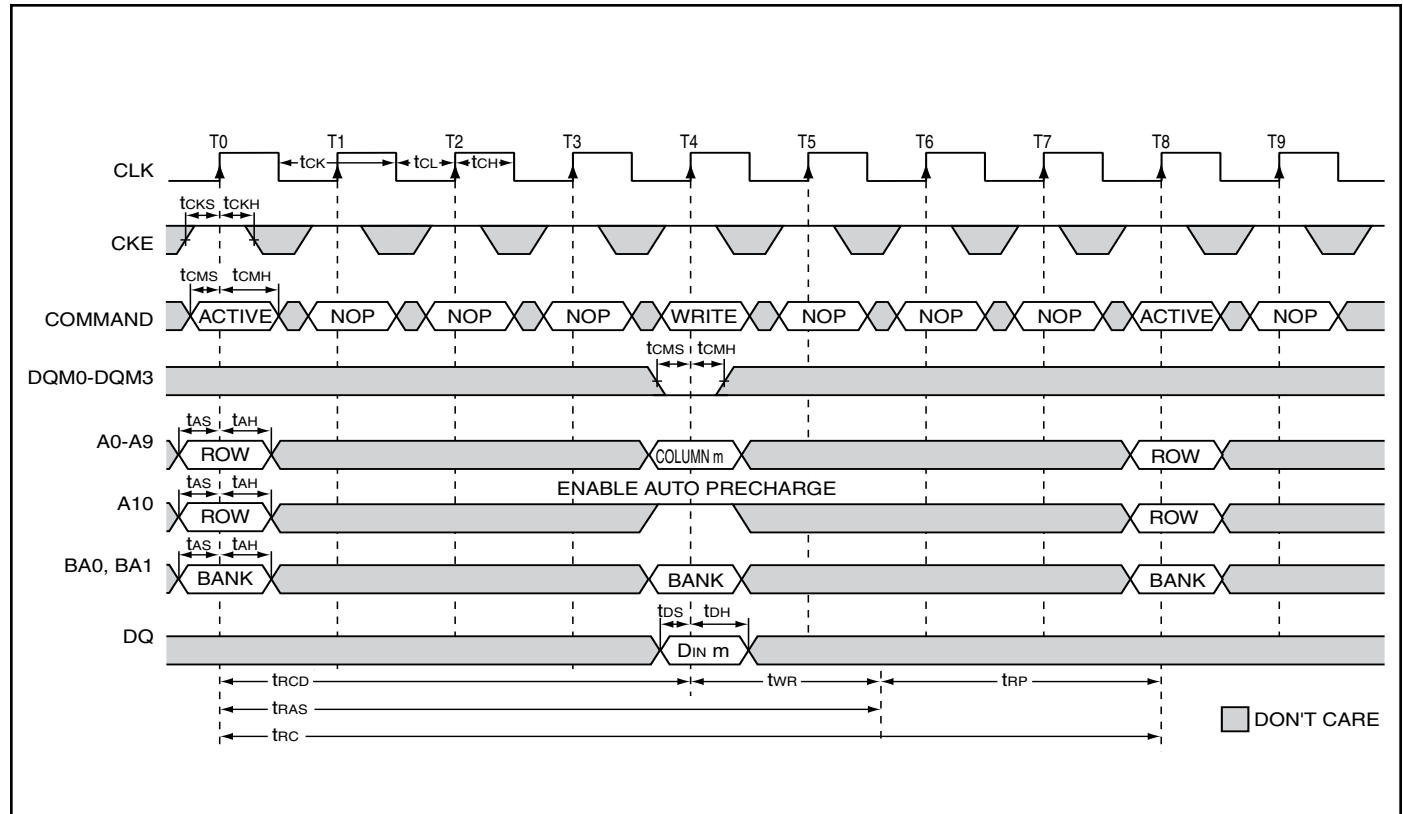 T0 T1 T2 T3 T4 T5 T6 T7 T8 T9
CLK tCK tCL tCH
tCKS tCKH
CKE
tCMS tCMH
COMMAND ACTIVE NOP NOP NOP WRITE NOP NOP NOP ACTIVE NOP
tCMS tCMH
DQM0-DQM3
tAS tAH
A0-A9 ROW COLUMN m ROW
tAS tAH ENABLE AUTO PRECHARGE
A10 ROW ROW
tAS tAH
BA0, BA1 BANK BANK BANK
tDS tDH
DQ DIN m
tRCD tWR tRP
tRAS
tRC
DON'T CARE